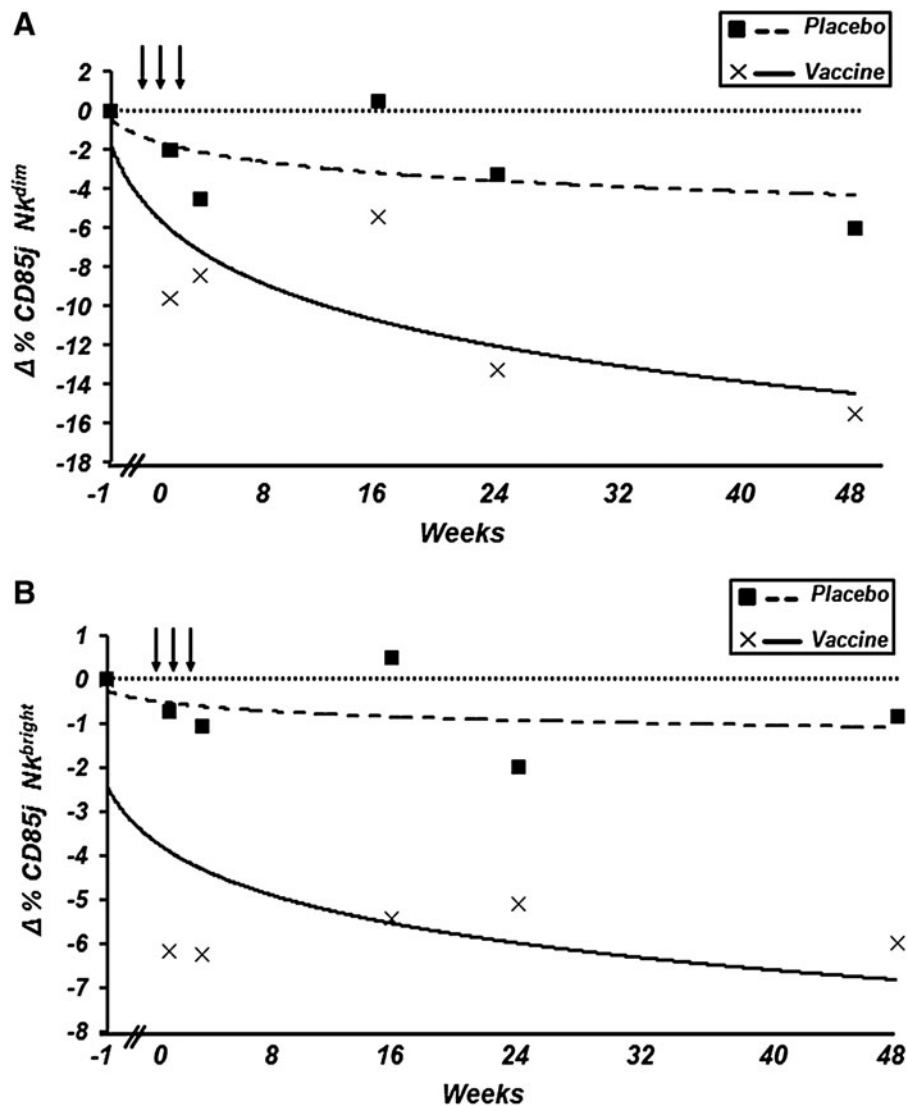 A
Placebo
Vaccine
2
0
-2
-4
-6
-8
-10
-12
-14
-16
-18
Δ % CD85j Nk^dim
-1 0 8 16 24 32 40 48
Weeks
B
Placebo
Vaccine
1
0
-1
-2
-3
-4
-5
-6
-7
-8
Δ % CD85j Nk^bright
-1 0 8 16 24 32 40 48
Weeks